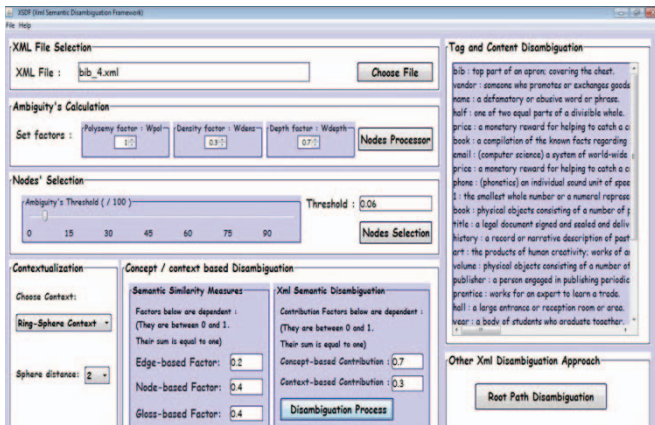 XSDF (Xml Semantic Disambiguation Framework)
File Help
XML File Selection
XML File : bib_4.xml Choose File
Ambiguity's Calculation
Set factors : Polysemy factor : Wpol Density factor : Wdens Depth factor : Wdepth
1 0.9 0.7 Nodes Processor
Nodes' Selection
Ambiguity's Threshold ( / 100 ) Threshold : 0.06
0 15 30 45 60 75 90 Nodes Selection
Contextualization
Choose Context:
Ring-Sphere Context
Sphere distance: 2
Concept / context based Disambiguation
Semantic Similarity Measures
Factors below are dependent :
(They are between 0 and 1.
Their sum is equal to one)
Edge-based Factor: 0.2
Node-based Factor: 0.4
Gloss-based Factor: 0.4
Xml Semantic Disambiguation
Contribution Factors below are dependent :
(They are between 0 and 1.
Their sum is equal to one)
Concept-based Contribution : 0.7
Context-based Contribution : 0.3
Disambiguation Process
Tag and Content Disambiguation
bib : top part of an apron; covering the chest.
vendor : someone who promotes or exchanges goods
name : a defamatory or abusive word or phrase.
half : one of two equal parts of a divisible whole.
price : a monetary reward for helping to catch a c
book : a compilation of the known facts regarding
email : (computer science) a system of world-wide
price : a monetary reward for helping to catch a c
phone : (phonetics) an individual sound unit of spee
1 : the smallest whole number or a numeral represe
book : physical objects consisting of a number of p
title : a legal document signed and sealed and deliv
history : a record or narrative description of past
art : the products of human creativity; works of a
volume : physical objects consisting of a number of
publisher : a person engaged in publishing periodic
prentice : works for an expert to learn a trade.
hall : a large entrance or reception room or area.
year : a body of students who graduate together.
Other Xml Disambiguation Approach
Root Path Disambiguation